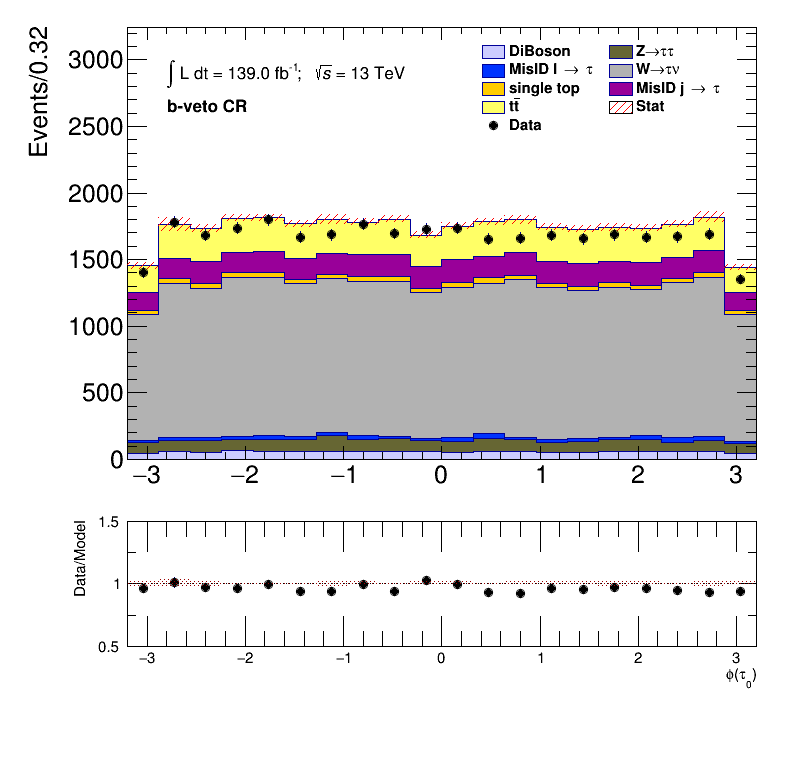 Events/0.32
3000
2500
2000
1500
1000
500
0
∫ L dt = 139.0 fb⁻¹; √s = 13 TeV
b-veto CR
DiBoson Z→ττ
MisID l → τ W→τν
single top MisID j → τ
tt̄ Stat
Data
−3 −2 −1 0 1 2 3
Data/Model
1.5
1
0.5
−3 −2 −1 0 1 2 3
ϕ(τ₀)